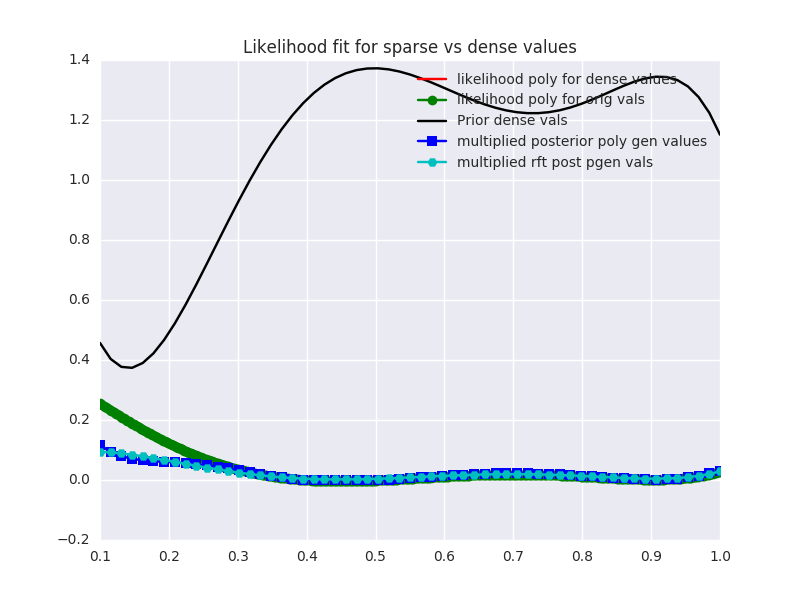 Likelihood fit for sparse vs dense values
1.4
1.2
1.0
0.8
0.6
0.4
0.2
0.0
−0.2
likelihood poly for dense values
likelihood poly for orig vals
Prior dense vals
multiplied posterior poly gen values
multiplied rft post pgen vals
0.1 0.2 0.3 0.4 0.5 0.6 0.7 0.8 0.9 1.0